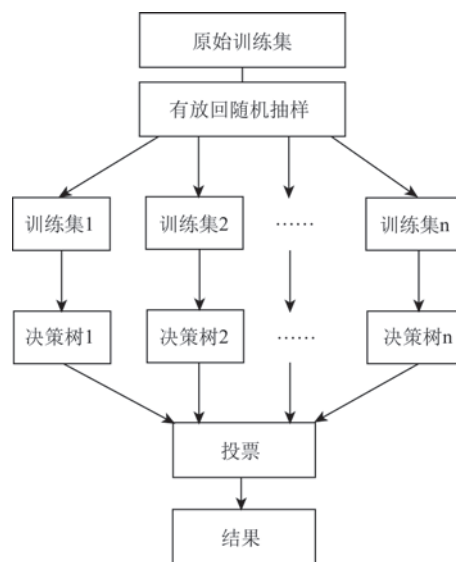 原始训练集
有放回随机抽样
训练集1 训练集2 …… 训练集n
决策树1 决策树2 …… 决策树n
投票
结果